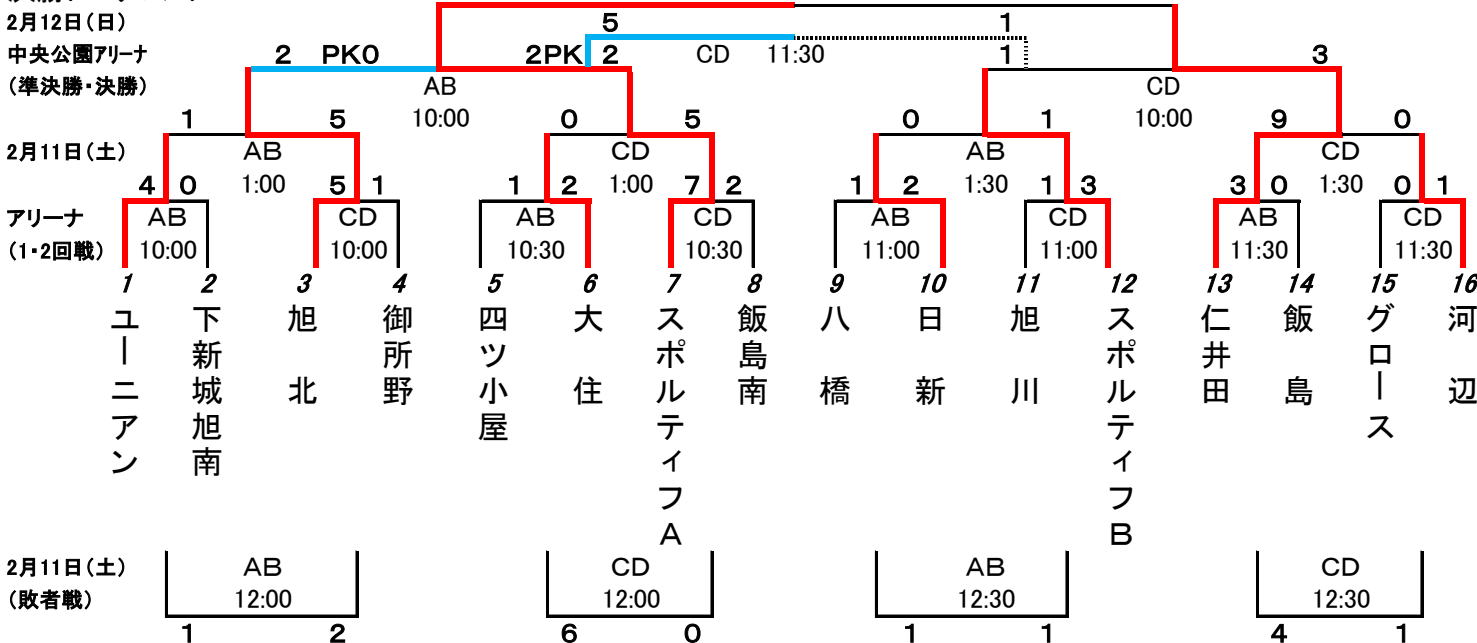 2月12日(日)
5 1
中央公園アリーナ
2 PK0 2PK 2 CD 11:30 1 3
(準決勝・決勝)
AB CD
10:00 10:00
1 5 0 5 0 1 9 0
2月11日(土)
AB CD AB CD
1:00 1:00 1:30 1:30
4 0 5 1 1 2 7 2 1 2 1 3 3 0 0 1
アリーナ
AB CD AB CD AB CD AB CD
(1・2回戦)
10:00 10:00 10:30 10:30 11:00 11:00 11:30 11:30
1 2 3 4 5 6 7 8 9 10 11 12 13 14 15 16
ユーニアン
下新城旭南
旭北
御所野
四ツ小屋
大住
スポルティフA
飯島南
八橋
日新
旭川
スポルティフB
仁井田
飯島
グロース
河辺
2月11日(土)
AB CD AB CD
(敗者戦)
12:00 12:00 12:30 12:30
1 2 6 0 1 1 4 1